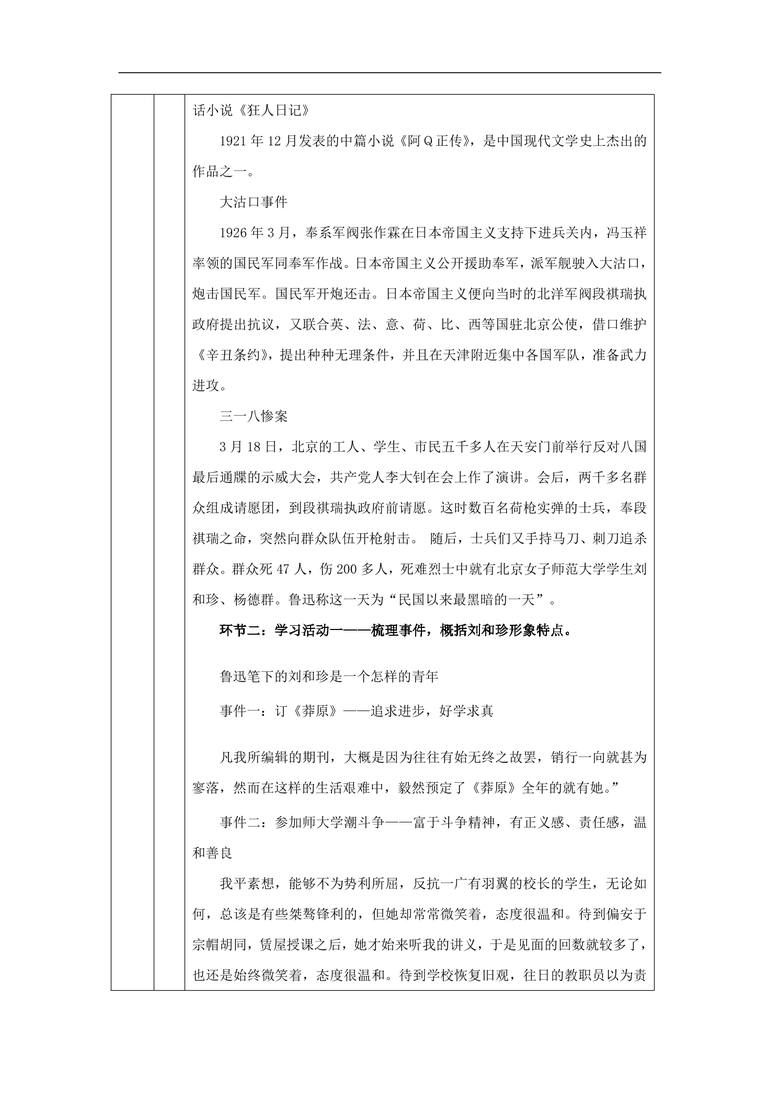 话小说《狂人日记》
1921 年 12 月发表的中篇小说《阿Q正传》，是中国现代文学史上杰出的
作品之一。
大沽口事件
1926 年 3 月，奉系军阀张作霖在日本帝国主义支持下进兵关内，冯玉祥
率领的国民军同奉军作战。日本帝国主义公开援助奉军，派军舰驶入大沽口，
炮击国民军。国民军开炮还击。日本帝国主义便向当时的北洋军阀段祺瑞执
政府提出抗议，又联合英、法、意、荷、比、西等国驻北京公使，借口维护
《辛丑条约》，提出种种无理条件，并且在天津附近集中各国军队，准备武力
进攻。
三一八惨案
3 月 18 日，北京的工人、学生、市民五千多人在天安门前举行反对八国
最后通牒的示威大会，共产党人李大钊在会上作了演讲。会后，两千多名群
众组成请愿团，到段祺瑞执政府前请愿。这时数百名荷枪实弹的士兵，奉段
祺瑞之命，突然向群众队伍开枪射击。 随后，士兵们又手持马刀、刺刀追杀
群众。群众死 47 人，伤 200 多人，死难烈士中就有北京女子师范大学学生刘
和珍、杨德群。鲁迅称这一天为“民国以来最黑暗的一天”。
环节二：学习活动一——梳理事件，概括刘和珍形象特点。
鲁迅笔下的刘和珍是一个怎样的青年
事件一：订《莽原》——追求进步，好学求真
凡我所编辑的期刊，大概是因为往往有始无终之故罢，销行一向就甚为
寥落，然而在这样的生活艰难中，毅然预定了《莽原》全年的就有她。”
事件二：参加师大学潮斗争——富于斗争精神，有正义感、责任感，温
和善良
我平素想，能够不为势利所屈，反抗一广有羽翼的校长的学生，无论如
何，总该是有些桀骜锋利的，但她却常常微笑着，态度很温和。待到偏安于
宗帽胡同，赁屋授课之后，她才始来听我的讲义，于是见面的回数就较多了，
也还是始终微笑着，态度很温和。待到学校恢复旧观，往日的教职员以为责